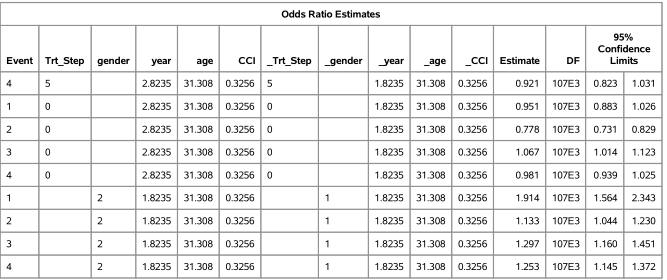 Odds Ratio Estimates
95%
Confidence
Event Trt_Step gender year age CCI _Trt_Step _gender _year _age _CCI Estimate DF Limits
4 5 2.8235 31.308 0.3256 5 1.8235 31.308 0.3256 0.921 107E3 0.823 1.031
1 0 2.8235 31.308 0.3256 0 1.8235 31.308 0.3256 0.951 107E3 0.883 1.026
2 0 2.8235 31.308 0.3256 0 1.8235 31.308 0.3256 0.778 107E3 0.731 0.829
3 0 2.8235 31.308 0.3256 0 1.8235 31.308 0.3256 1.067 107E3 1.014 1.123
4 0 2.8235 31.308 0.3256 0 1.8235 31.308 0.3256 0.981 107E3 0.939 1.025
1 2 1.8235 31.308 0.3256 1 1.8235 31.308 0.3256 1.914 107E3 1.564 2.343
2 2 1.8235 31.308 0.3256 1 1.8235 31.308 0.3256 1.133 107E3 1.044 1.230
3 2 1.8235 31.308 0.3256 1 1.8235 31.308 0.3256 1.297 107E3 1.160 1.451
4 2 1.8235 31.308 0.3256 1 1.8235 31.308 0.3256 1.253 107E3 1.145 1.372